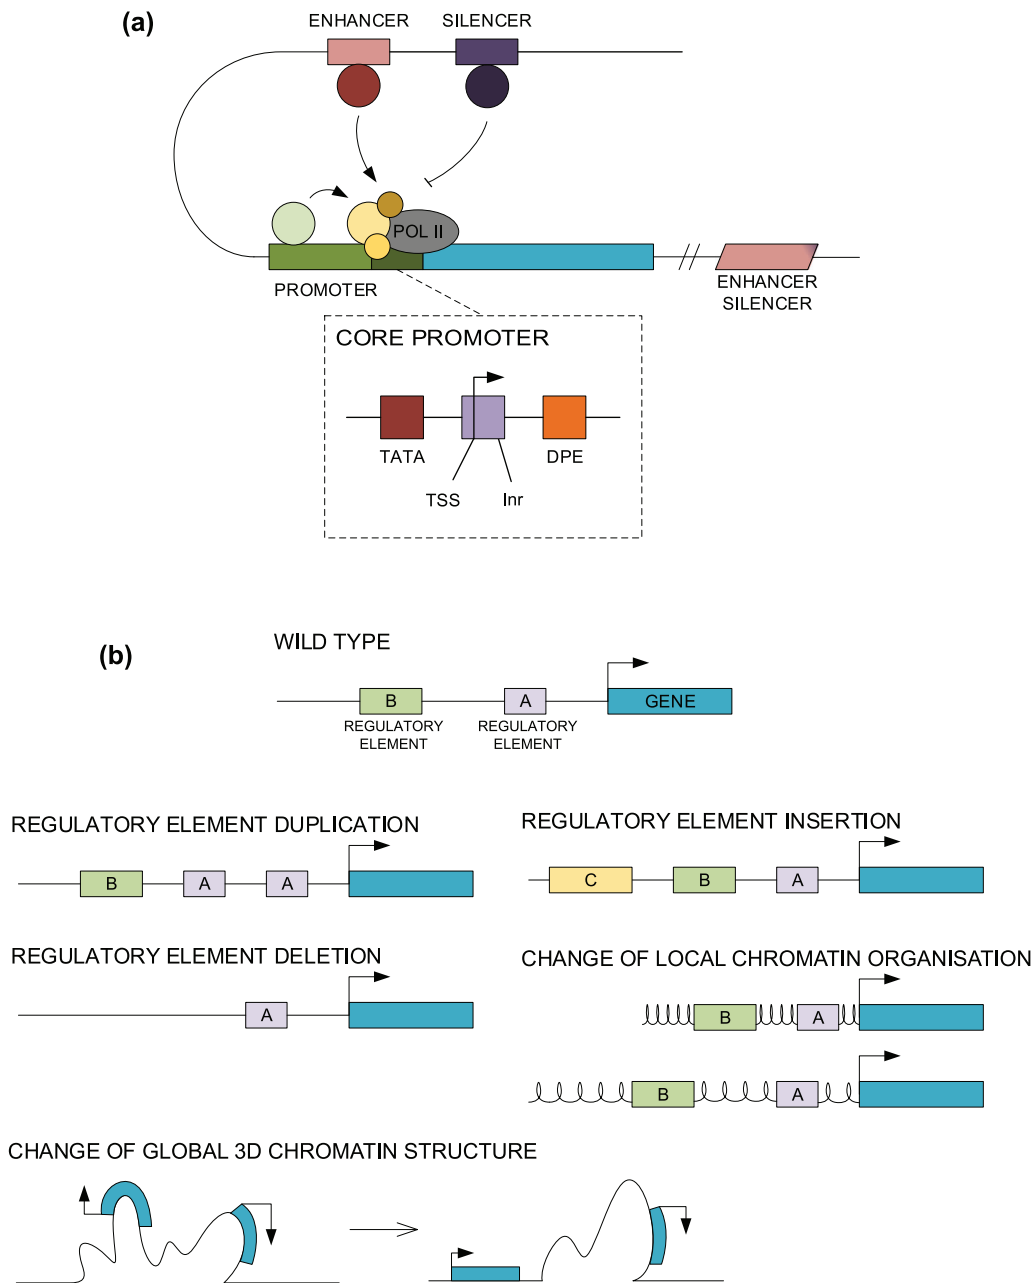 (a)
ENHANCER
SILENCER
POL II
PROMOTER
ENHANCER
SILENCER
CORE PROMOTER
TATA
DPE
TSS
Inr
(b)
WILD TYPE
B
A
GENE
REGULATORY
ELEMENT
REGULATORY
ELEMENT
REGULATORY ELEMENT DUPLICATION
B
A
A
REGULATORY ELEMENT INSERTION
C
B
A
REGULATORY ELEMENT DELETION
A
CHANGE OF LOCAL CHROMATIN ORGANISATION
B
A
B
A
CHANGE OF GLOBAL 3D CHROMATIN STRUCTURE